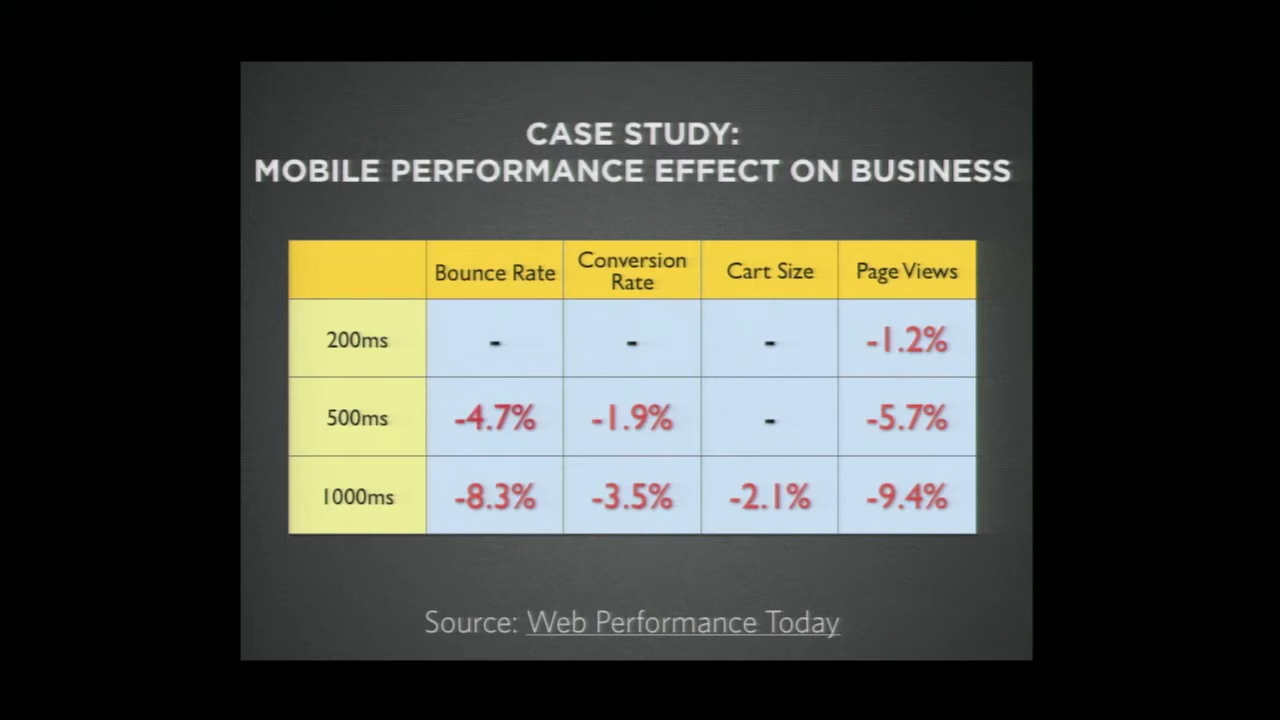 CASE STUDY:
MOBILE PERFORMANCE EFFECT ON BUSINESS
Bounce Rate Conversion Rate Cart Size Page Views
200ms - - - -1.2%
500ms -4.7% -1.9% - -5.7%
1000ms -8.3% -3.5% -2.1% -9.4%
Source: Web Performance Today